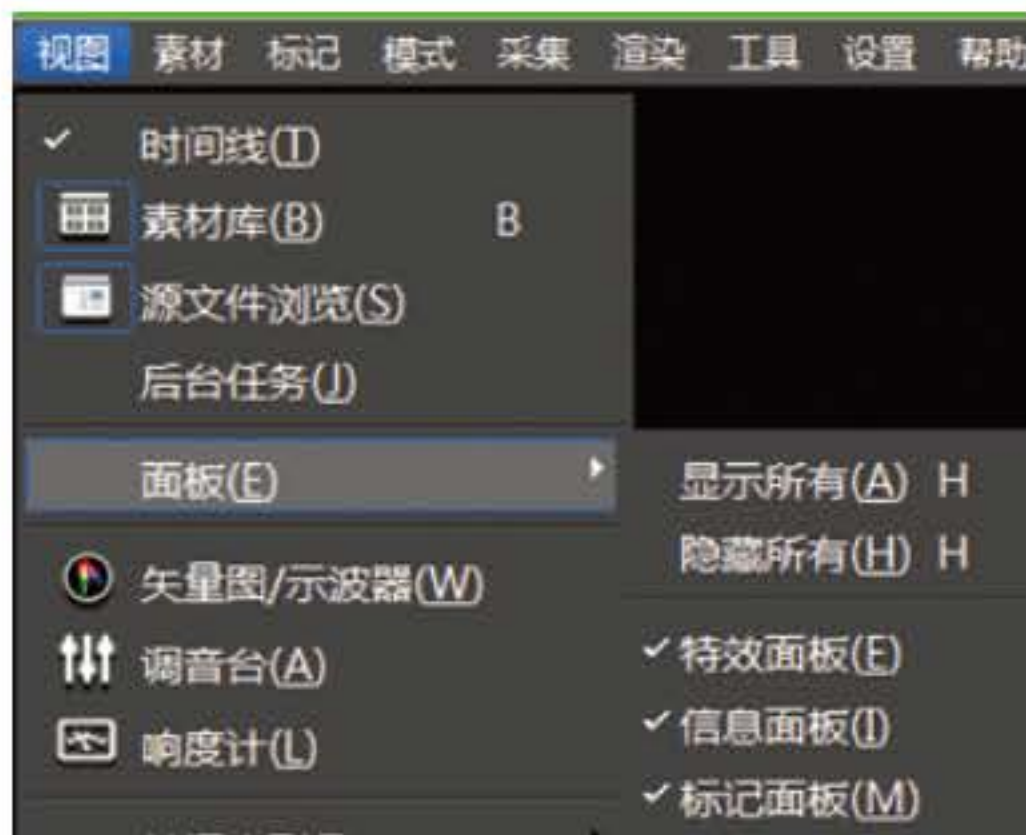 视图 素材 标记 模式 采集 渲染 工具 设置 帮助
时间线(T)
素材库(B) B
源文件浏览(S)
后台任务(J)
面板(E)
显示所有(A) H
隐藏所有(H) H
矢量图/示波器(W)
调音台(A)
响度计(L)
特效面板(E)
信息面板(I)
标记面板(M)